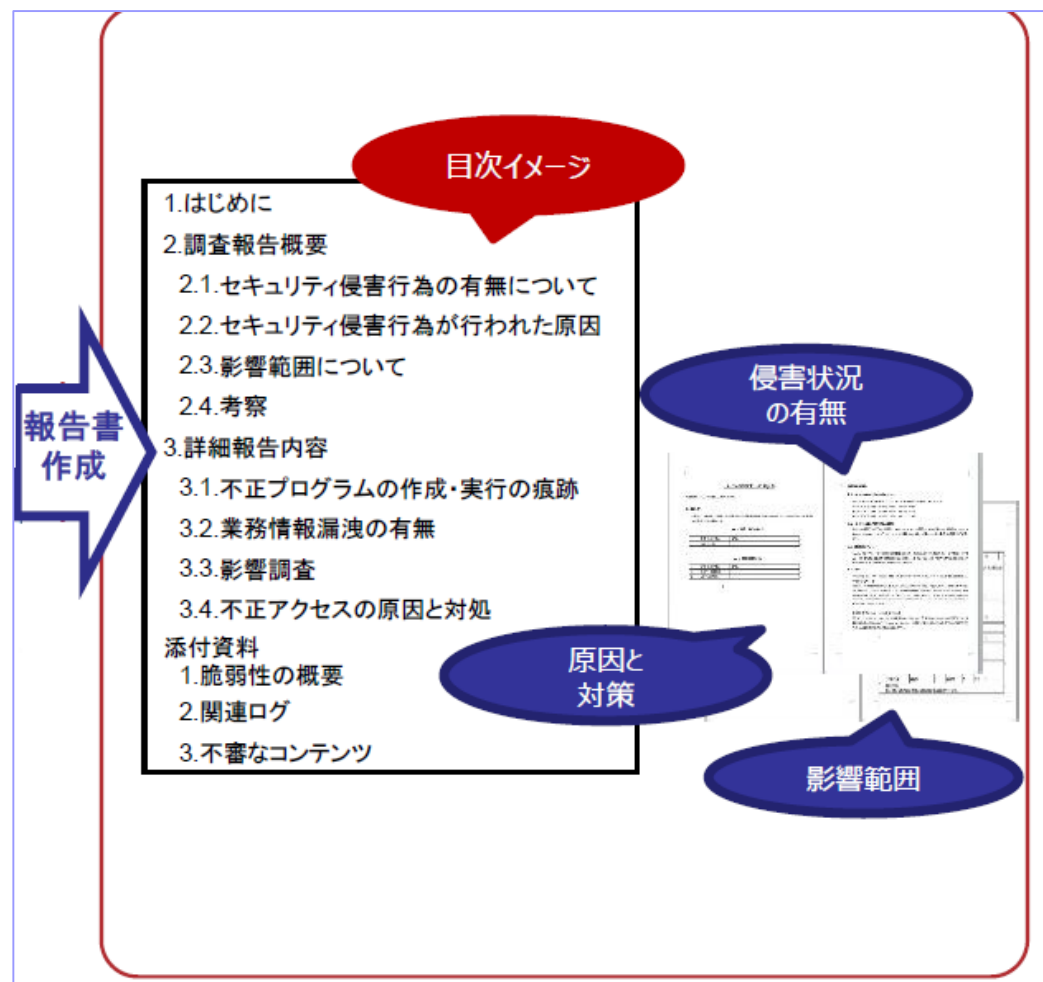 目次イメージ
1.はじめに
2.調査報告概要
2.1.セキュリティ侵害行為の有無について
2.2.セキュリティ侵害行為が行われた原因
2.3.影響範囲について
2.4.考察
3.詳細報告内容
3.1.不正プログラムの作成・実行の痕跡
3.2.業務情報漏洩の有無
3.3.影響調査
3.4.不正アクセスの原因と対処
添付資料
1.脆弱性の概要
2.関連ログ
3.不審なコンテンツ
報告書
作成
侵害状況
の有無
原因と
対策
影響範囲